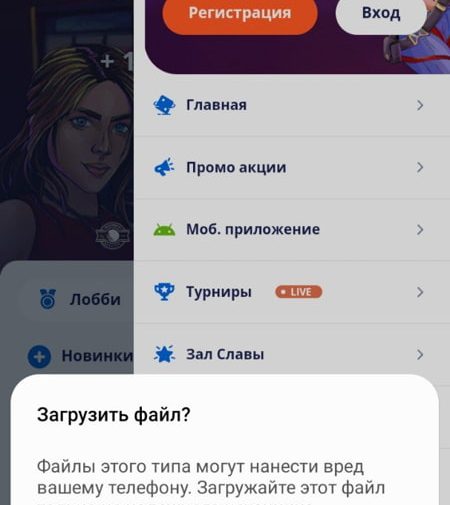 Регистрация
Вход
+ 1
Главная
Промо акции
Моб. приложение
Турниры
LIVE
Лобби
Зал Славы
Новинки
Загрузить файл?
Файлы этого типа могут нанести вред
вашему телефону. Загружайте этот файл